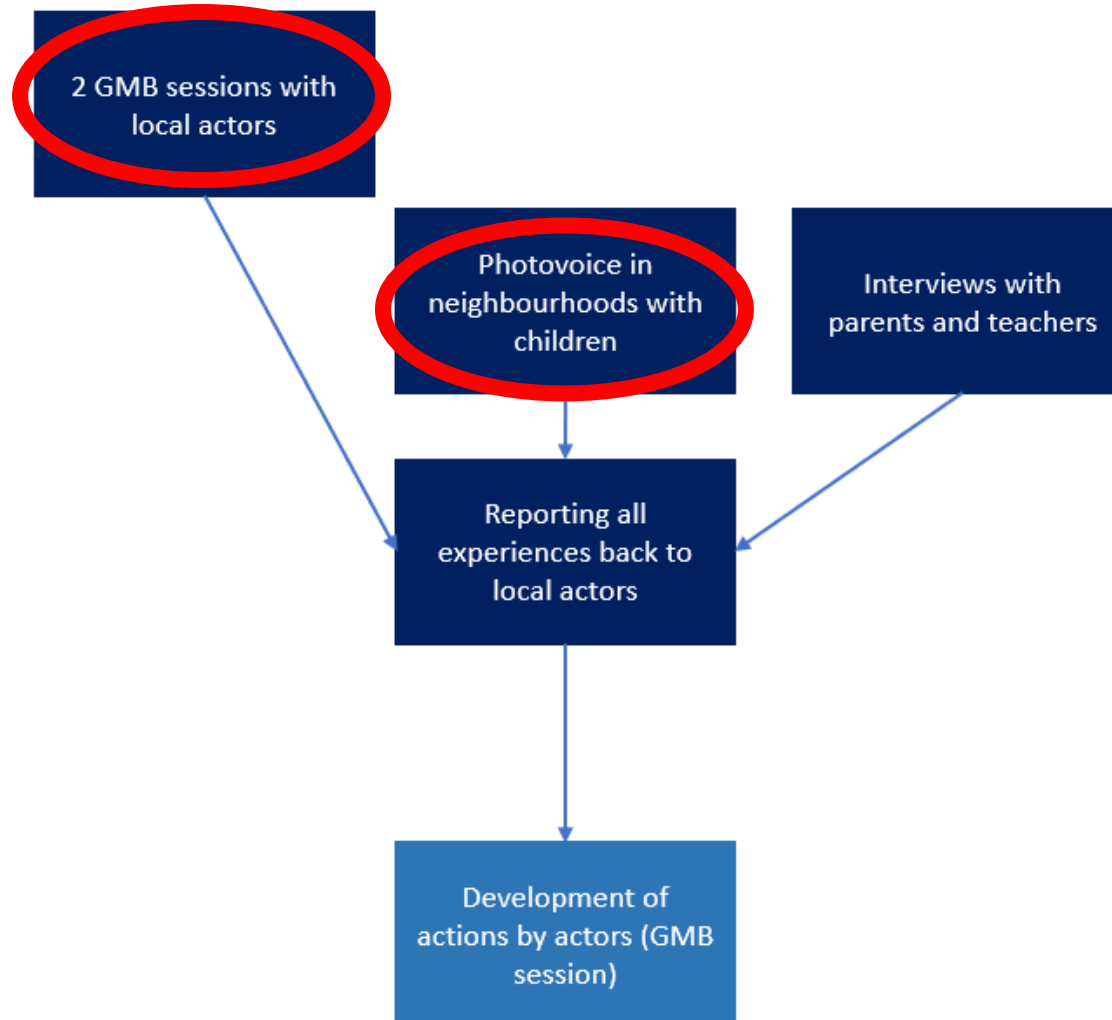 2 GMB sessions with
local actors
Photovoice in
neighbourhoods with
children
Interviews with
parents and teachers
Reporting all
experiences back to
local actors
Development of
actions by actors (GMB
session)